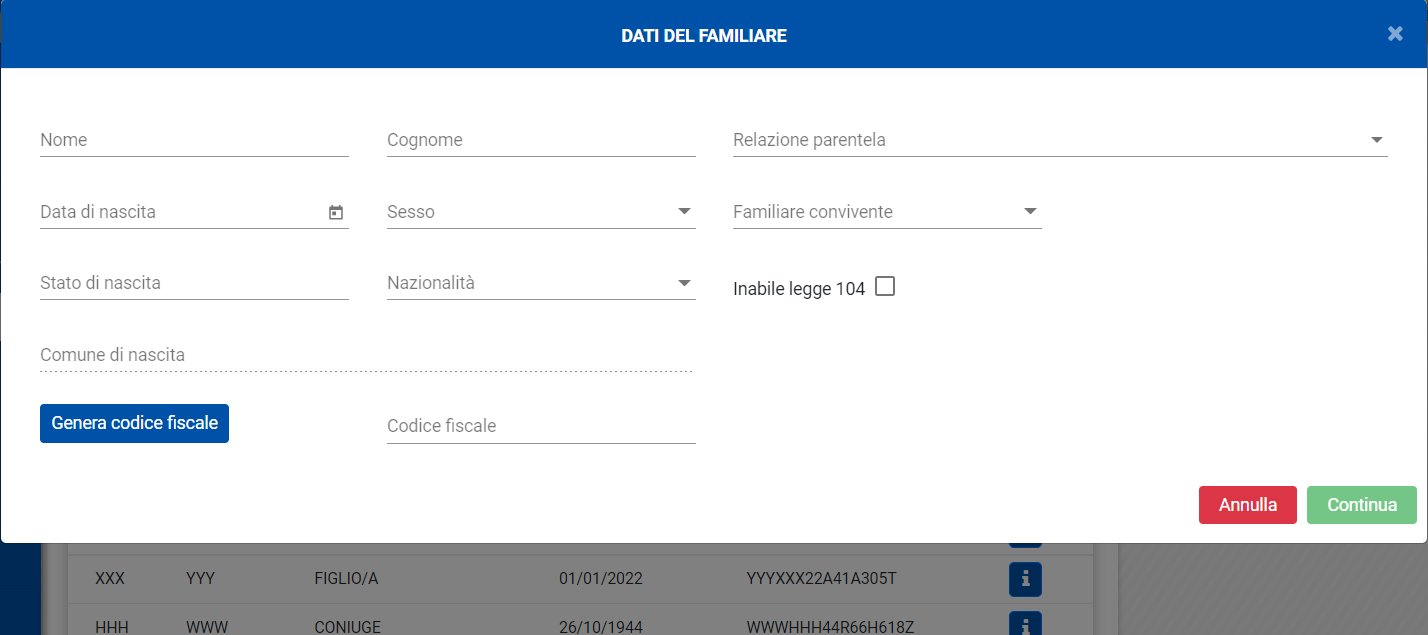 DATI DEL FAMILIARE
Nome Cognome Relazione parentela
Data di nascita Sesso Familiare convivente
Stato di nascita Nazionalità Inabile legge 104
Comune di nascita
Genera codice fiscale Codice fiscale
Annulla Continua
XXX YYY FIGLIO/A 01/01/2022 YYYXXX22A41A305T
HHH WWW CONIUGE 26/10/1944 WWWHHH44R66H618Z